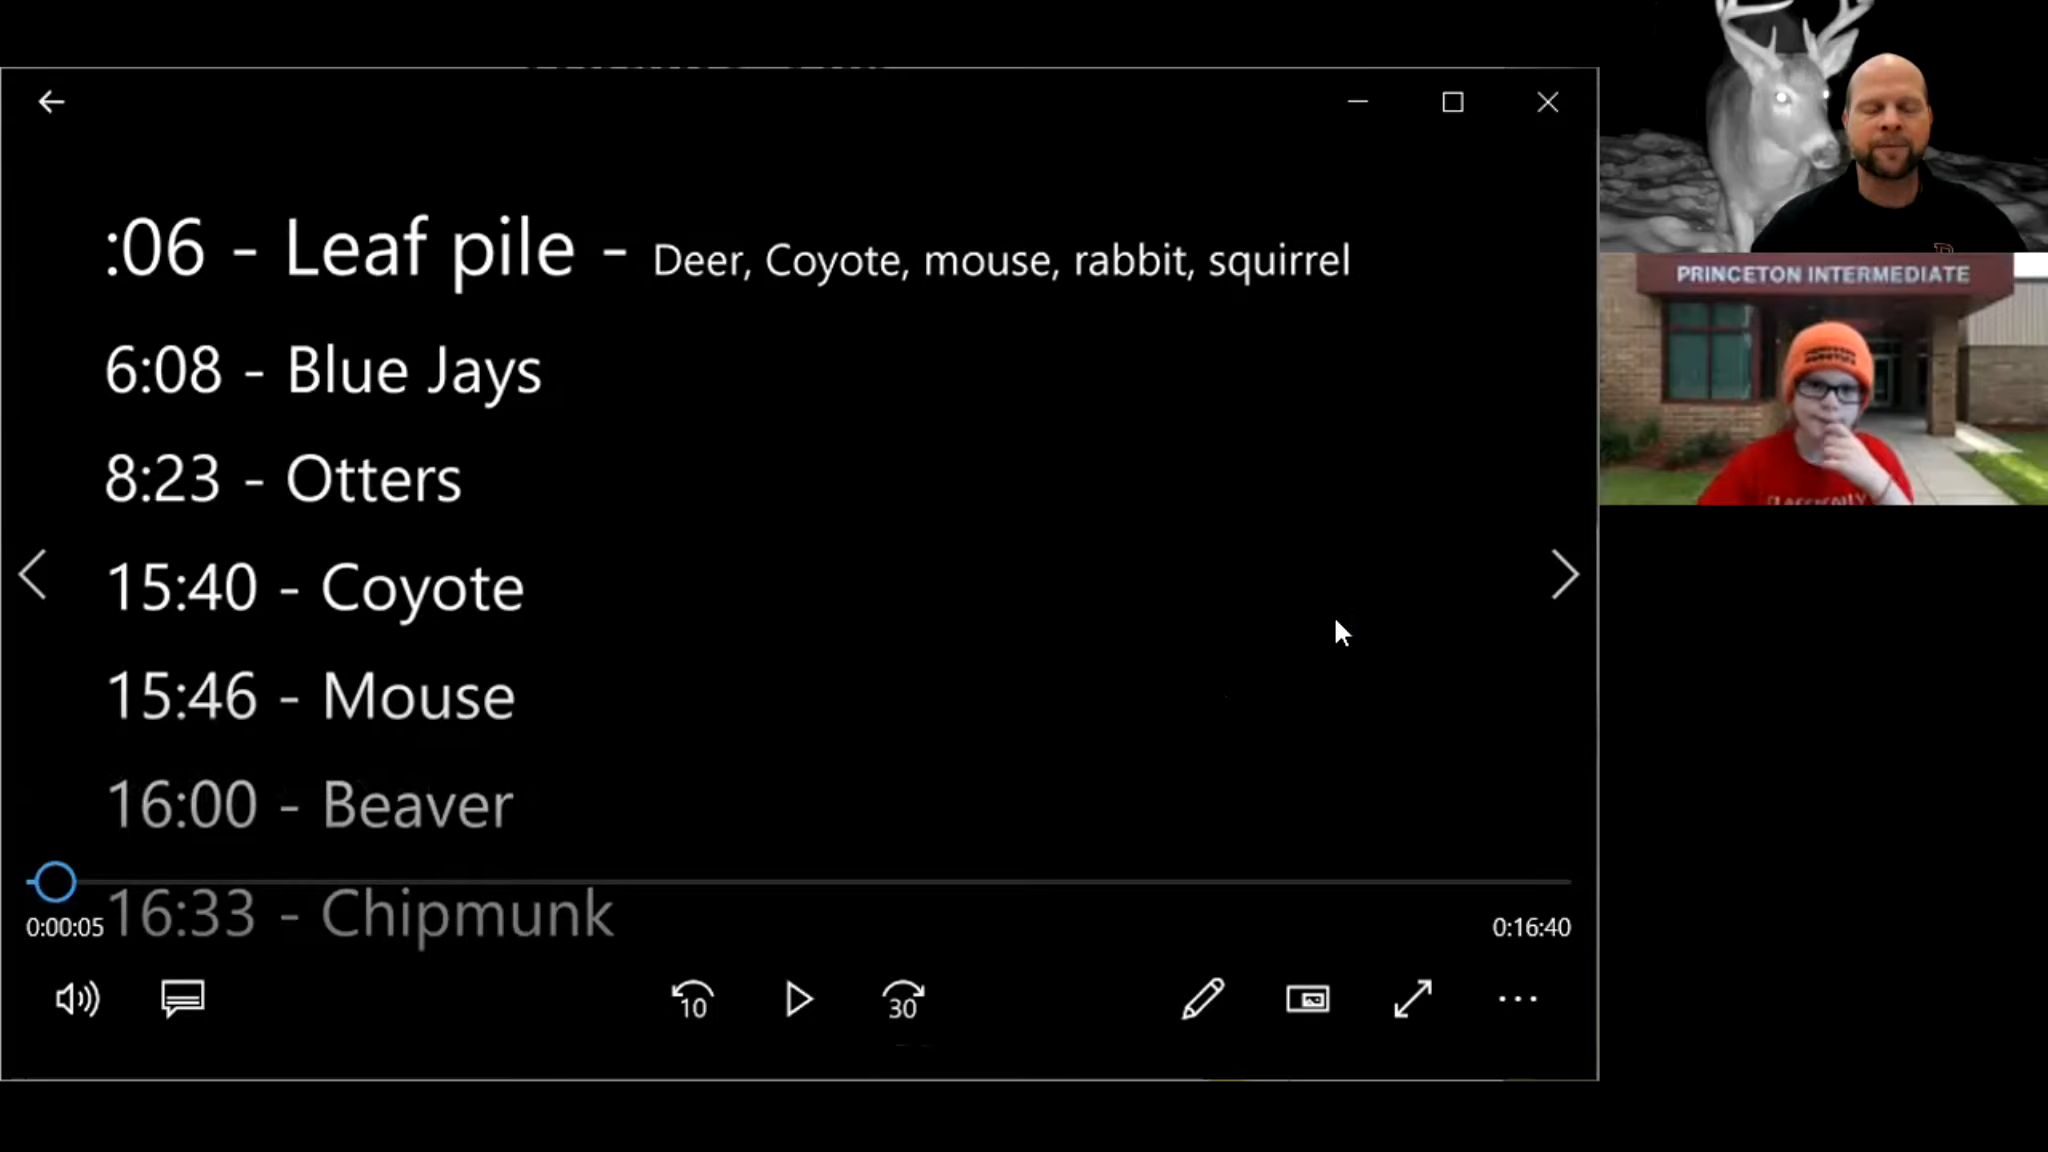 :06 - Leaf pile - Deer, Coyote, mouse, rabbit, squirrel
6:08 - Blue Jays
8:23 - Otters
15:40 - Coyote
15:46 - Mouse
16:00 - Beaver
16:33 - Chipmunk
0:00:05
0:16:40
10
30
PRINCETON INTERMEDIATE